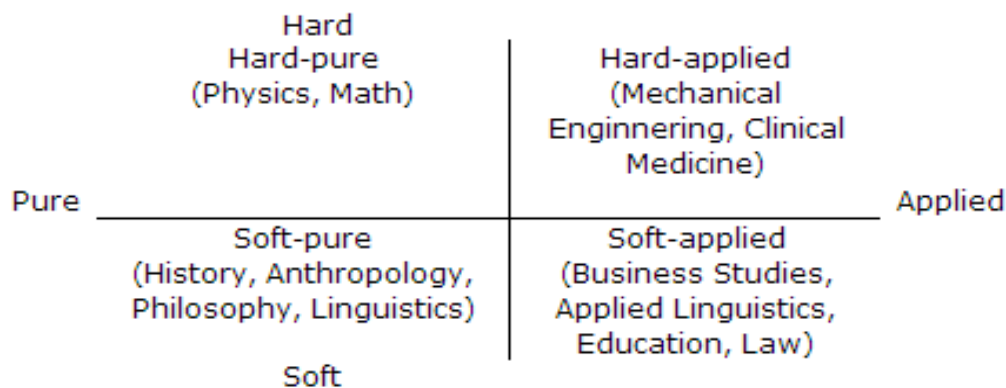 Hard
Hard-pure
(Physics, Math)
Hard-applied
(Mechanical
Enginnering, Clinical
Medicine)
Pure
Applied
Soft-pure
(History, Anthropology,
Philosophy, Linguistics)
Soft-applied
(Business Studies,
Applied Linguistics,
Education, Law)
Soft